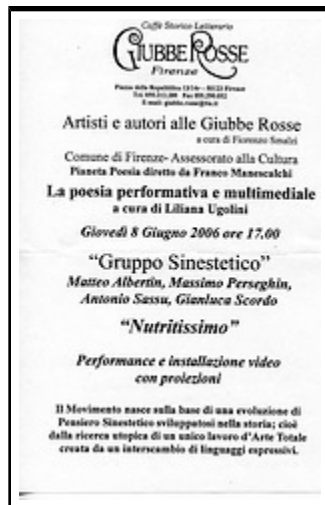 Caffè Storico Letterario
GIUBBE ROSSE
Firenze
Artisti e autori alle Giubbe Rosse
a cura di Fiorenzo Smalzi
Comune di Firenze- Assessorato alla Cultura
Pianeta Poesia diretto da Franco Manescalchi
La poesia performativa e multimediale
a cura di Liliana Ugolini
Giovedì 8 Giugno 2006 ore 17.00
“Gruppo Sinestetico”
Matteo Albertin, Massimo Perseghin,
Antonio Sassu, Gianluca Scordo
“Nutritissimo”
Performance e installazione video
con proiezioni
Il Movimento nasce sulla base di una evoluzione di
Pensiero Sinestetico sviluppatosi nella storia; cioè
dalla ricerca utopica di un unico lavoro d'Arte Totale
creata da un interscambio di linguaggi espressivi.